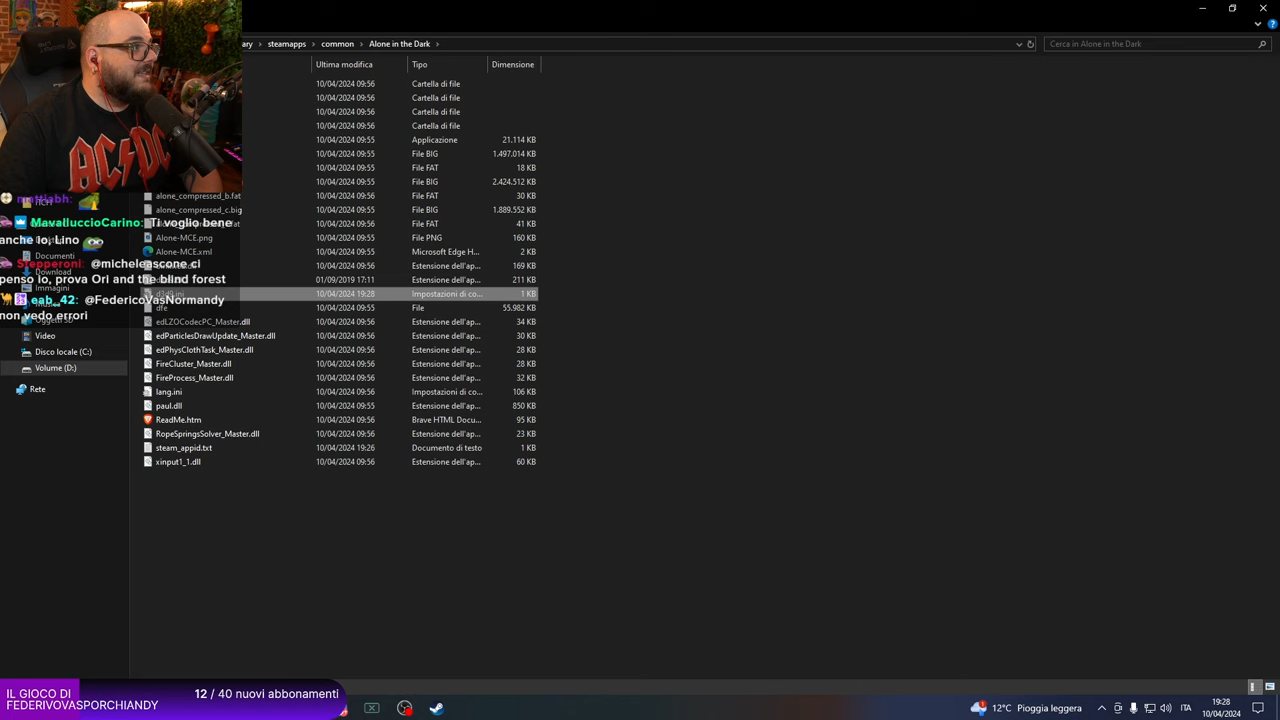 ary > steamapps > common > Alone in the Dark >
Cerca in Alone in the Dark
Ultima modifica Tipo Dimensione
10/04/2024 09:56 Cartella di file
10/04/2024 09:56 Cartella di file
10/04/2024 09:56 Cartella di file
10/04/2024 09:56 Cartella di file
10/04/2024 09:55 Applicazione 21.114 KB
10/04/2024 09:55 File BIG 1.497.014 KB
10/04/2024 09:55 File FAT 18 KB
10/04/2024 09:55 File BIG 2.424.512 KB
alone_compressed_b.fat 10/04/2024 09:56 File FAT 30 KB
alone_compressed_c.big 10/04/2024 09:55 File BIG 1.889.552 KB
10/04/2024 09:55 File FAT 41 KB
Alone-MCE.png 10/04/2024 09:56 File PNG 160 KB
Alone-MCE.xml 10/04/2024 09:56 Microsoft Edge H... 2 KB
10/04/2024 09:56 Estensione dell'ap... 169 KB
01/09/2019 17:11 Estensione dell'ap... 211 KB
10/04/2024 19:28 Impostazioni di co... 1 KB
dfe 10/04/2024 09:55 File 55.982 KB
edLZOCodecPC_Master.dll 10/04/2024 09:56 Estensione dell'ap... 34 KB
edParticlesDrawUpdate_Master.dll 10/04/2024 09:56 Estensione dell'ap... 30 KB
edPhysClothTask_Master.dll 10/04/2024 09:56 Estensione dell'ap... 28 KB
FireCluster_Master.dll 10/04/2024 09:56 Estensione dell'ap... 28 KB
FireProcess_Master.dll 10/04/2024 09:55 Estensione dell'ap... 32 KB
lang.ini 10/04/2024 09:56 Impostazioni di co... 106 KB
paul.dll 10/04/2024 09:55 Estensione dell'ap... 850 KB
ReadMe.htm 10/04/2024 09:56 Brave HTML Docu... 95 KB
RopeSpringsSolver_Master.dll 10/04/2024 09:56 Estensione dell'ap... 23 KB
steam_appid.txt 10/04/2024 19:26 Documento di testo 1 KB
xinput1_1.dll 10/04/2024 09:56 Estensione dell'ap... 60 KB
AC DC
mattiabh:
MavalluccioCarino: Ti voglio bene
anche io, Lino
Documenti
Stepperoni: @micheleascone ci
Download
penso io, prova Ori and the blind forest
Immagini
eab_42: @FedericoVasNormandy
non vedo errori
Oggetti 3D
Video
Disco locale (C:)
Volume (D:)
Rete
IL GIOCO DI
FEDERIVOVASPORCHIANDY
12 / 40 nuovi abbonamenti
12°C Pioggia leggera
19:28
10/04/2024